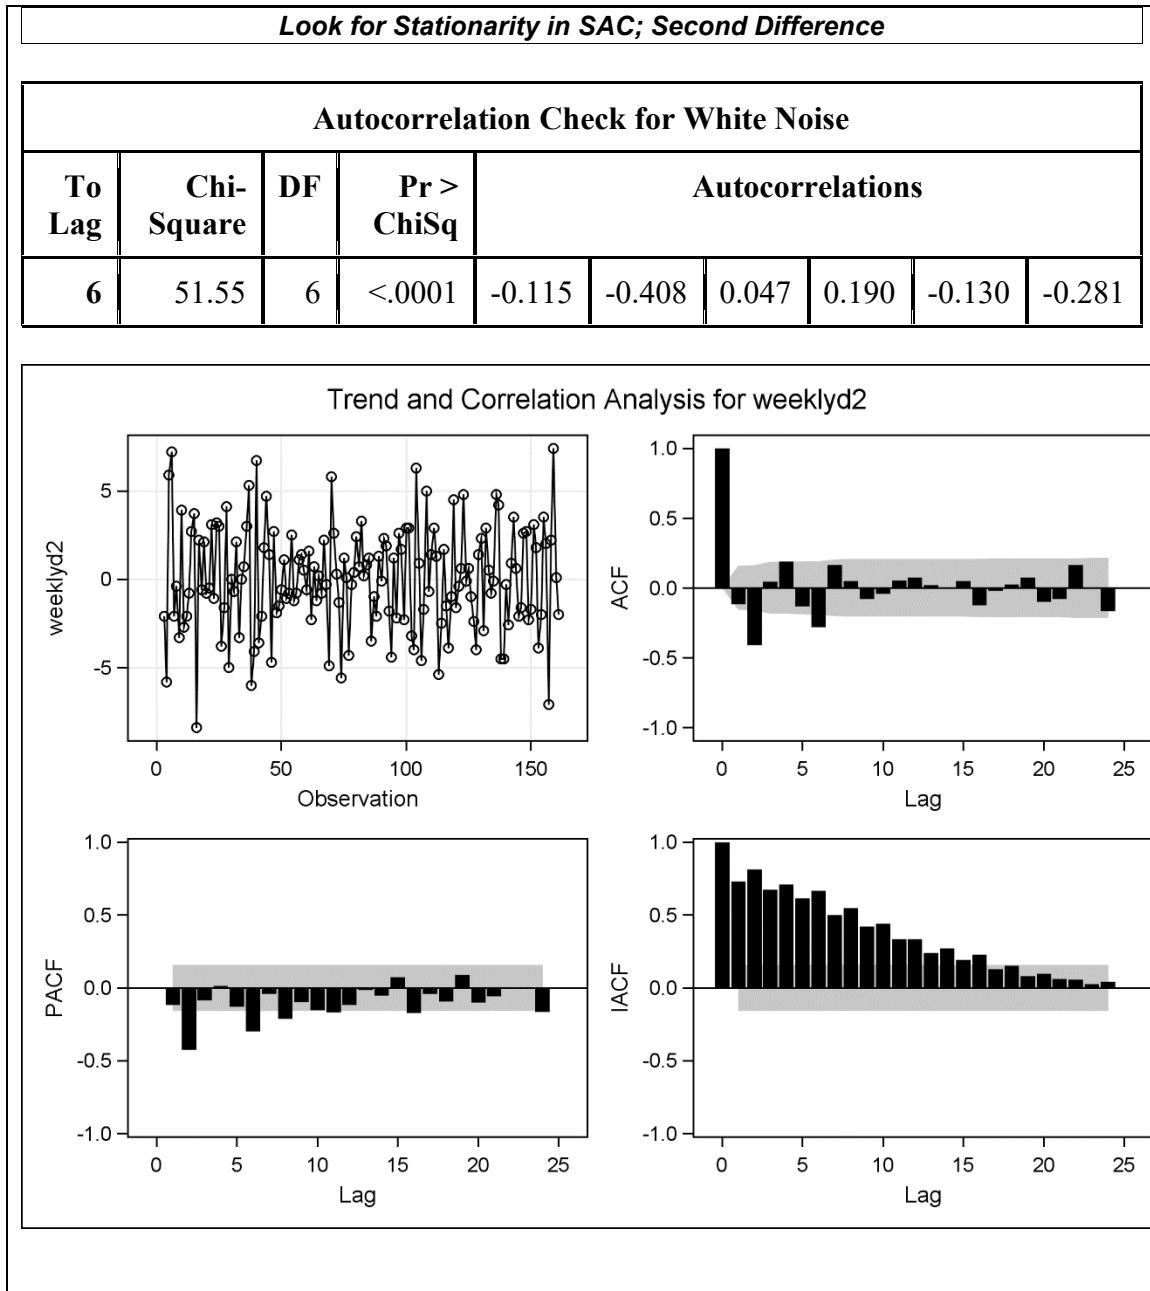 Look for Stationarity in SAC; Second Difference
Autocorrelation Check for White Noise
To Lag Chi-Square DF Pr > ChiSq Autocorrelations
6 51.55 6 <.0001 -0.115 -0.408 0.047 0.190 -0.130 -0.281
Trend and Correlation Analysis for weeklyd2
weeklyd2
5
0
-5
0 50 100 150
Observation
ACF
1.0
0.5
0.0
-0.5
-1.0
0 5 10 15 20 25
Lag
PACF
1.0
0.5
0.0
-0.5
-1.0
0 5 10 15 20 25
Lag
IACF
1.0
0.5
0.0
-0.5
-1.0
0 5 10 15 20 25
Lag